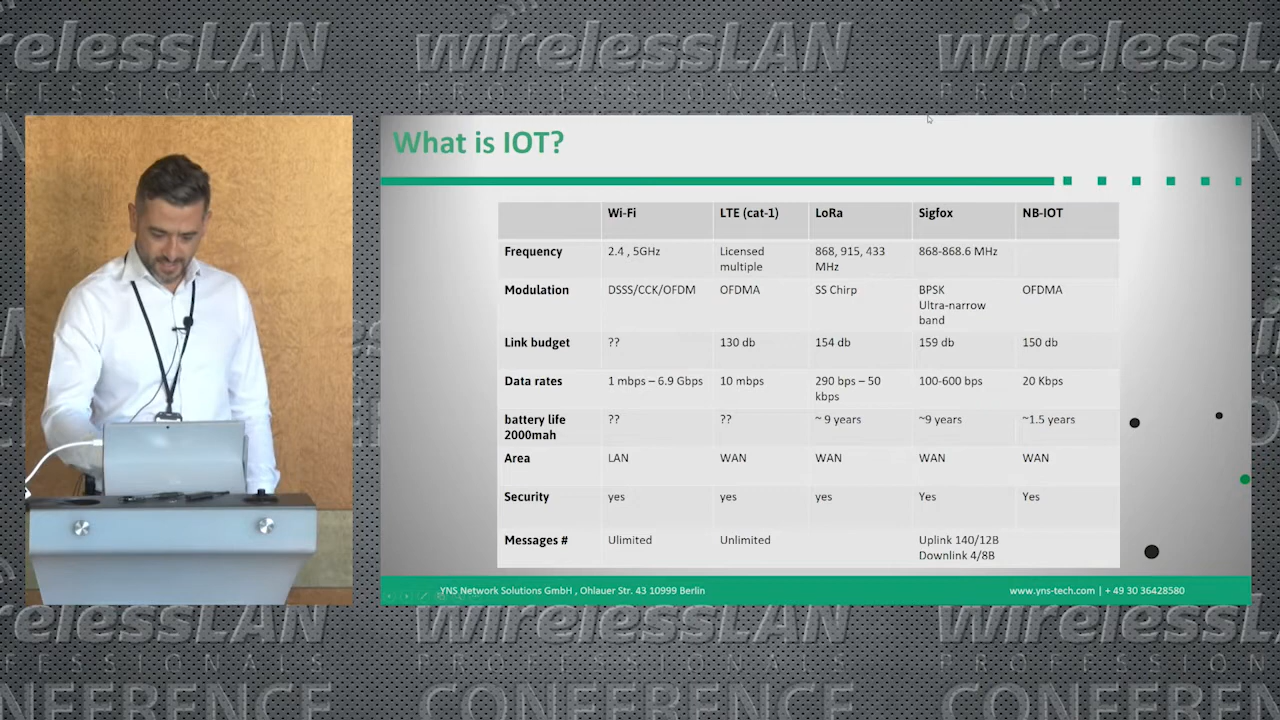 wirelessLAN
PROFESSIONALS
What is IOT?
Wi-Fi LTE (cat-1) LoRa Sigfox NB-IOT
Frequency 2.4 , 5GHz Licensed multiple 868, 915, 433 MHz 868-868.6 MHz
Modulation DSSS/CCK/OFDM OFDMA SS Chirp BPSK Ultra-narrow band OFDMA
Link budget ?? 130 db 154 db 159 db 150 db
Data rates 1 mbps – 6.9 Gbps 10 mbps 290 bps – 50 kbps 100-600 bps 20 Kbps
battery life 2000mah ?? ?? ~ 9 years ~9 years ~1.5 years
Area LAN WAN WAN WAN WAN
Security yes yes yes Yes Yes
Messages # Ulimited Unlimited Uplink 140/12B Downlink 4/8B
YNS Network Solutions GmbH , Ohlauer Str. 43 10999 Berlin
www.yns-tech.com | + 49 30 36428580
wirelessLAN
PROFESSIONALS
CONFERENCE